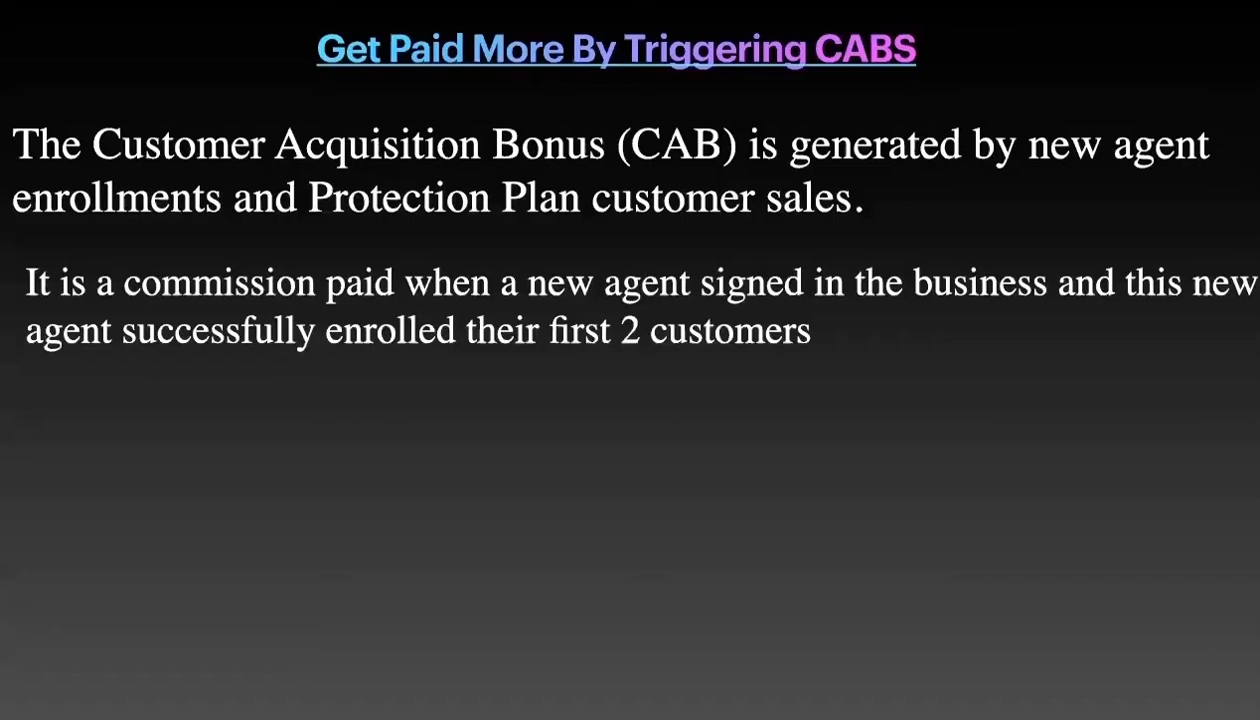 Get Paid More By Triggering CABS
The Customer Acquisition Bonus (CAB) is generated by new agent
enrollments and Protection Plan customer sales.
It is a commission paid when a new agent signed in the business and this new
agent successfully enrolled their first 2 customers